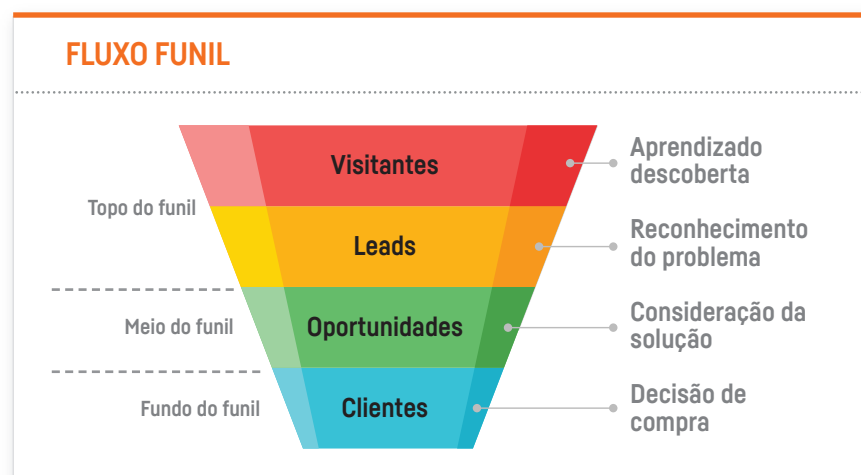 FLUXO FUNIL
Visitantes
Aprendizado
descoberta
Topo do funil
Leads
Reconhecimento
do problema
Meio do funil
Oportunidades
Consideração da
solução
Fundo do funil
Clientes
Decisão de
compra